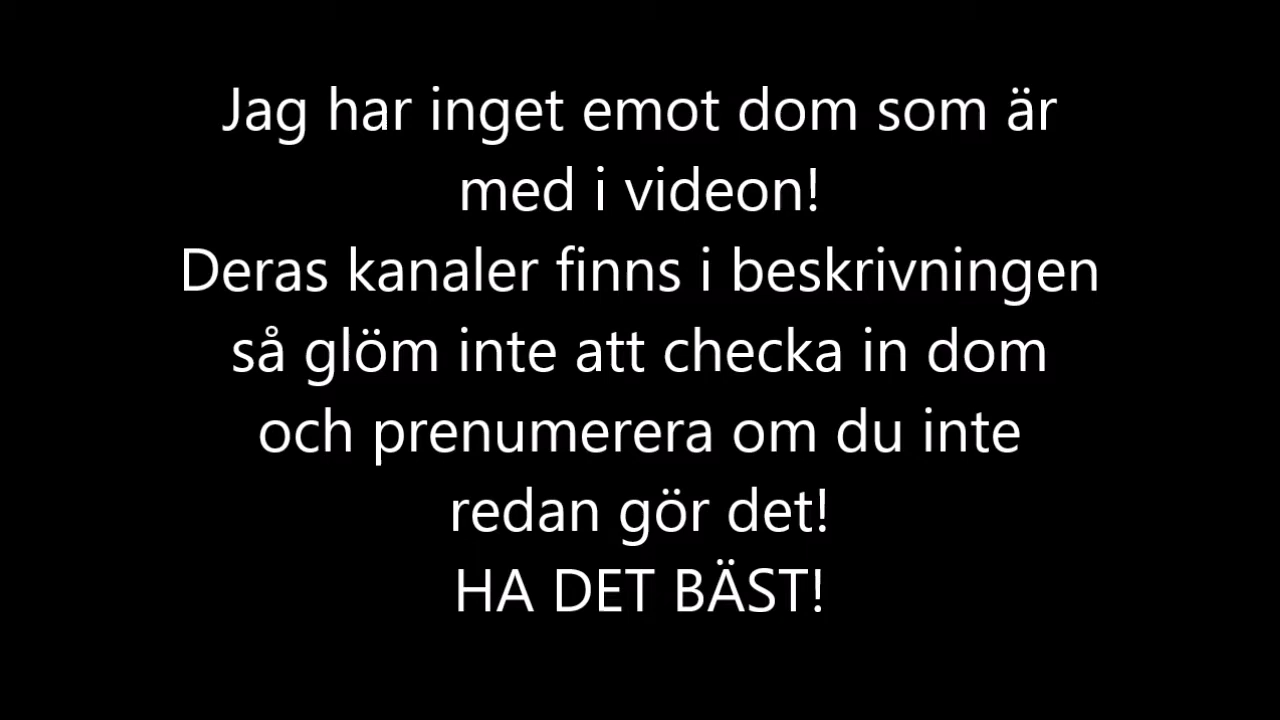 Jag har inget emot dom som är
med i videon!
Deras kanaler finns i beskrivningen
så glöm inte att checka in dom
och prenumerera om du inte
redan gör det!
HA DET BÄST!